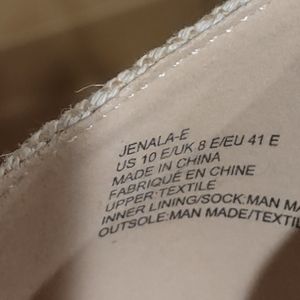 JENALA-E
US 10 E/UK 8 E/EU 41 E
MADE IN CHINA
FABRIQUÉ EN CHINE
UPPER:TEXTILE
INNER LINING/SOCK:MAN MA
OUTSOLE:MAN MADE/TEXTIL